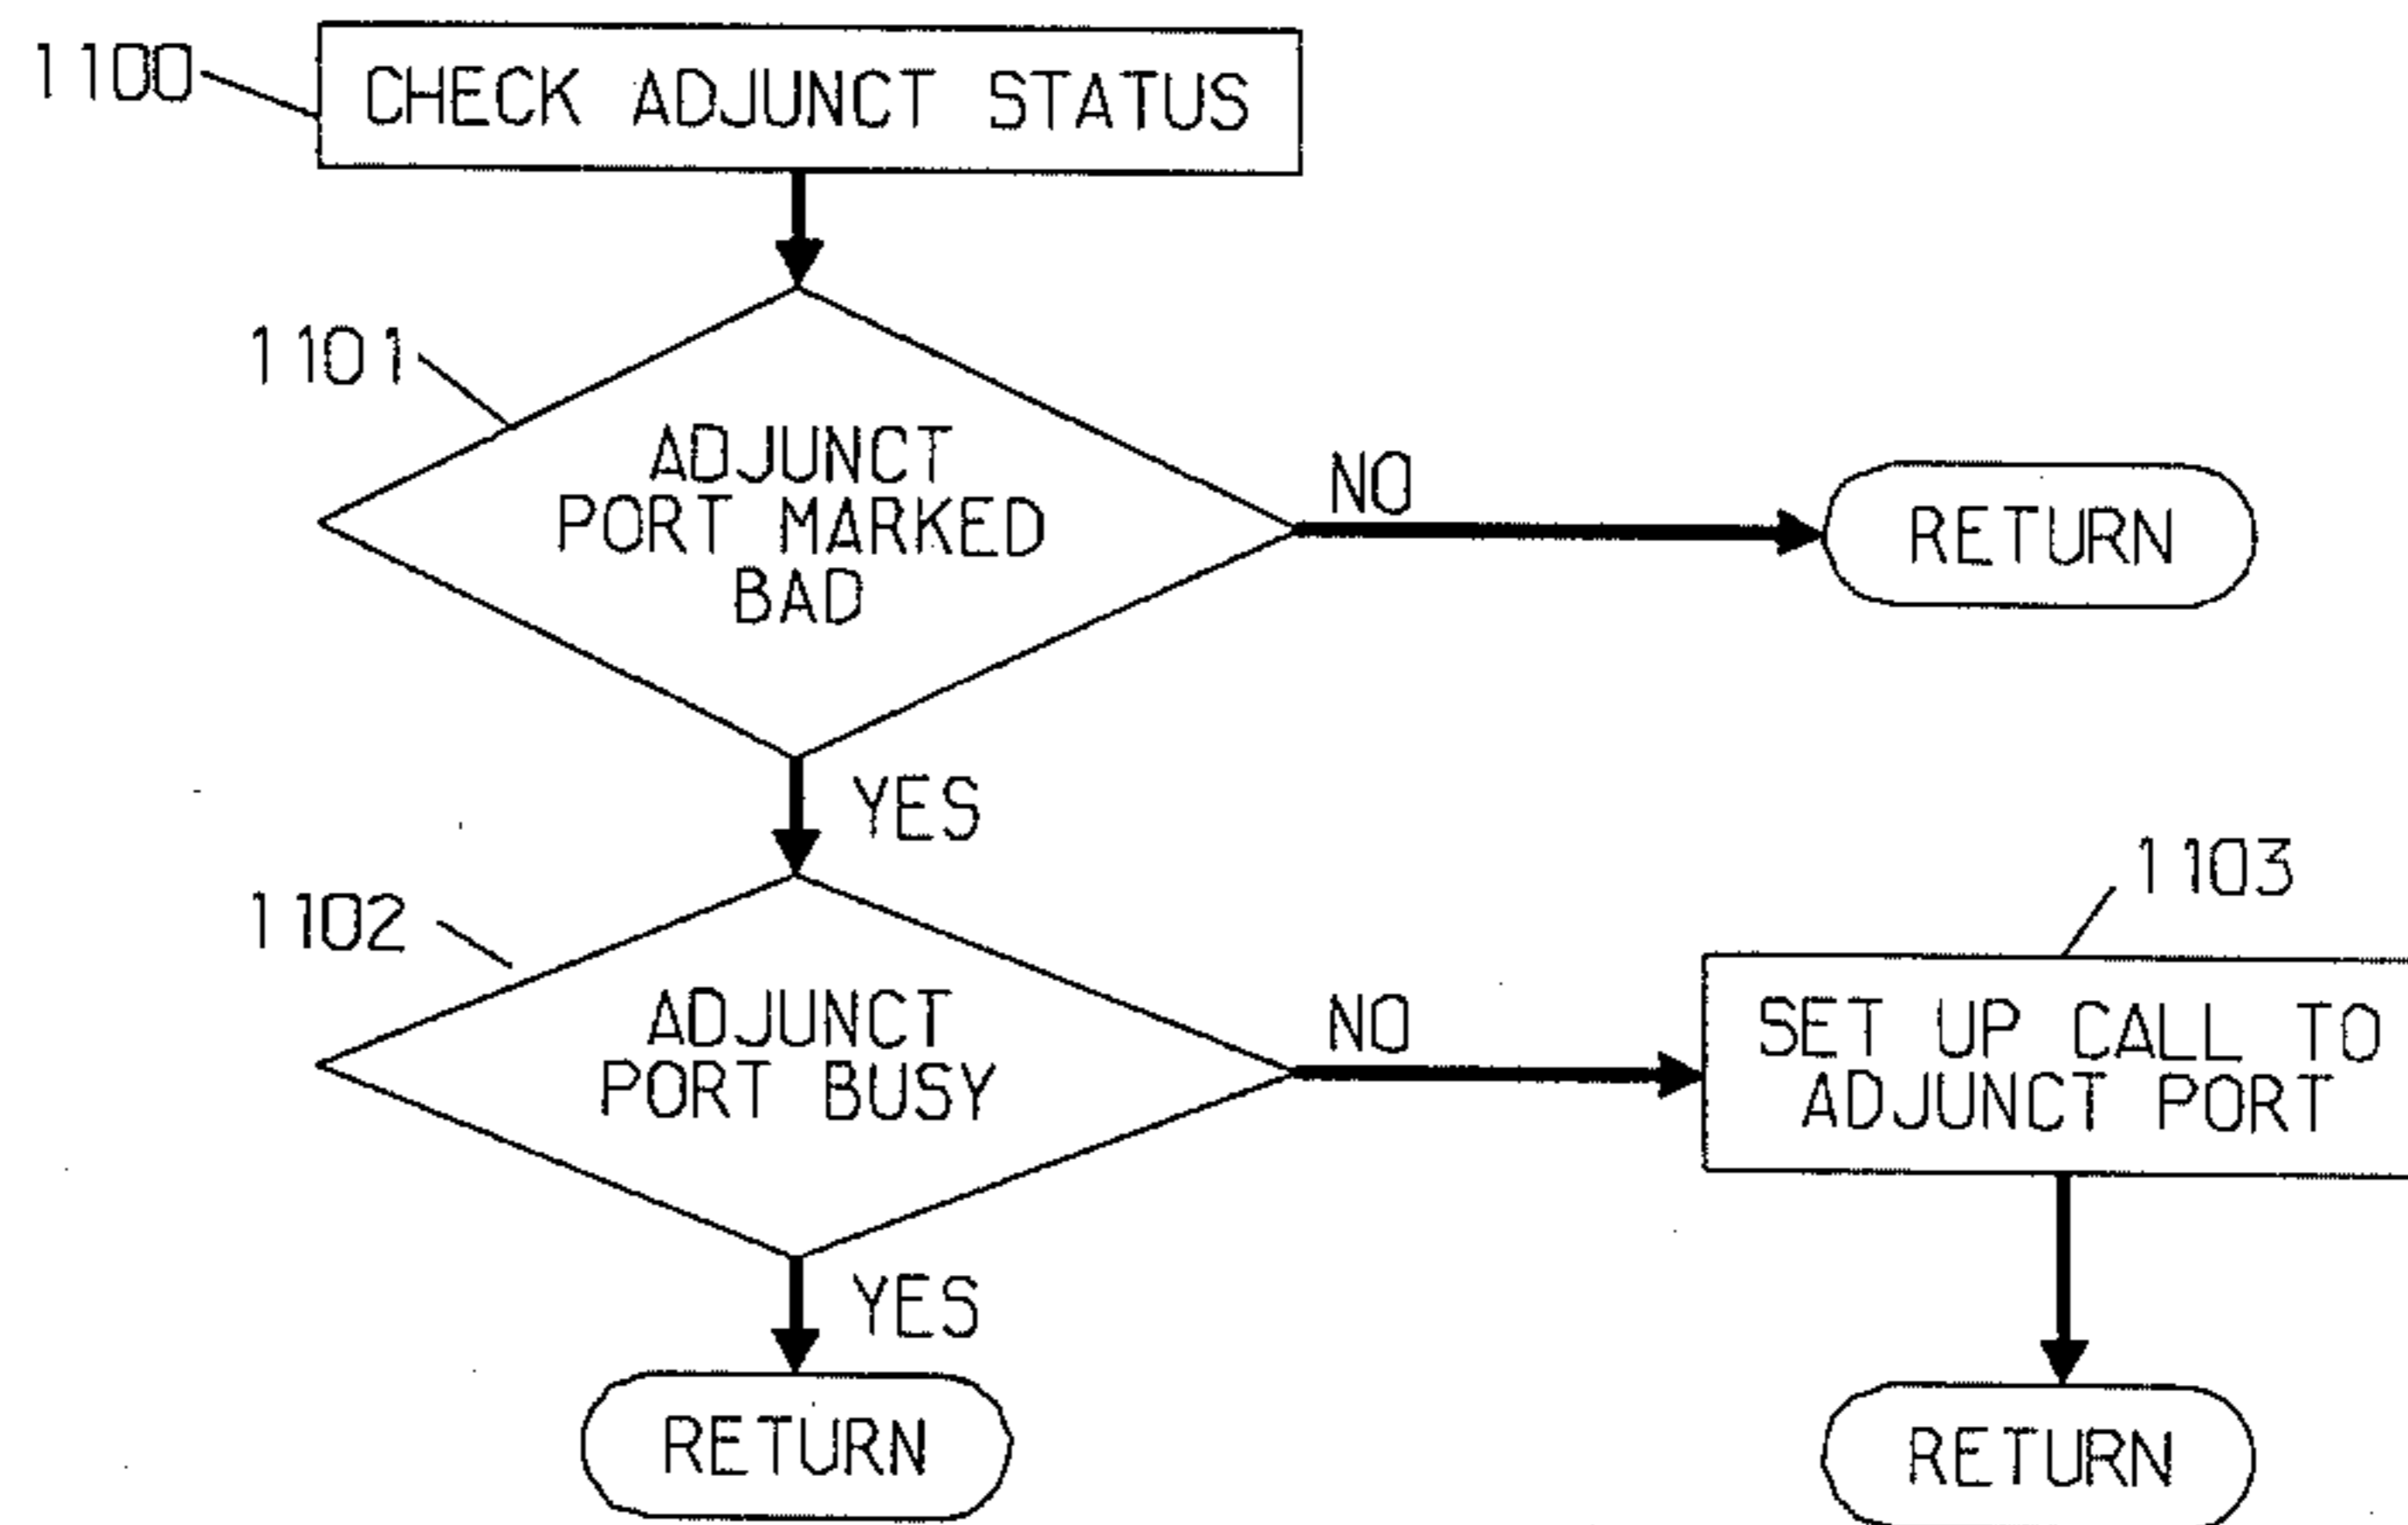 1100
CHECK ADJUNCT STATUS
1101
ADJUNCT
PORT MARKED
BAD
NO
RETURN
YES
1102
ADJUNCT
PORT BUSY
NO
1103
SET UP CALL TO
ADJUNCT PORT
YES
RETURN
RETURN